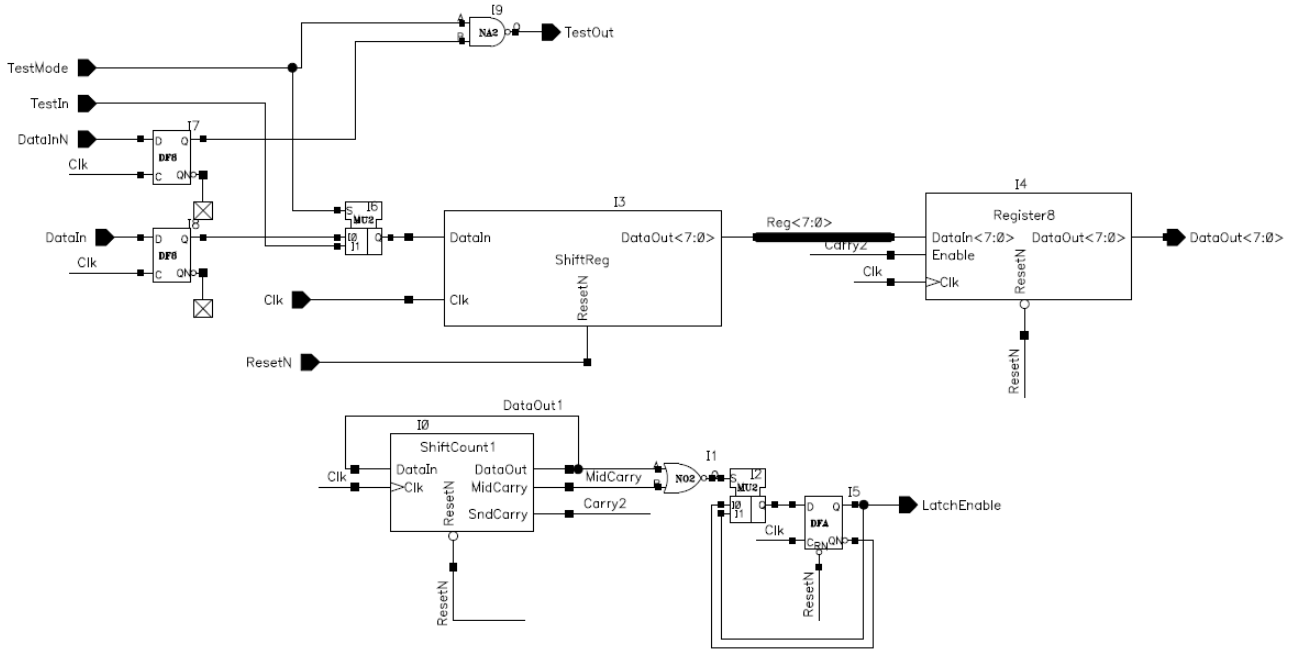 I9
A
B
NA2
Q
TestOut
TestMode
TestIn
DataInN
I7
D Q
DF8
C QN
Clk
DataIn
I8
D Q
DF8
C QN
Clk
I6
S
MU2
I0 Q
I1
I3
DataIn
DataOut<7:0>
ShiftReg
Clk
Clk
ResetN
ResetN
Reg<7:0>
Carry2
Clk
I4
Register8
DataIn<7:0> DataOut<7:0>
Enable
Clk
ResetN
ResetN
DataOut<7:0>
DataOut1
I0
ShiftCount1
Clk
DataIn DataOut
Clk MidCarry
SndCarry
ResetN
ResetN
MidCarry
Carry2
I1
A
B
NO2
Q
I2
S
MU2
I0 Q
I1
I5
D Q
DFA
C QN
RN
Clk
ResetN
LatchEnable